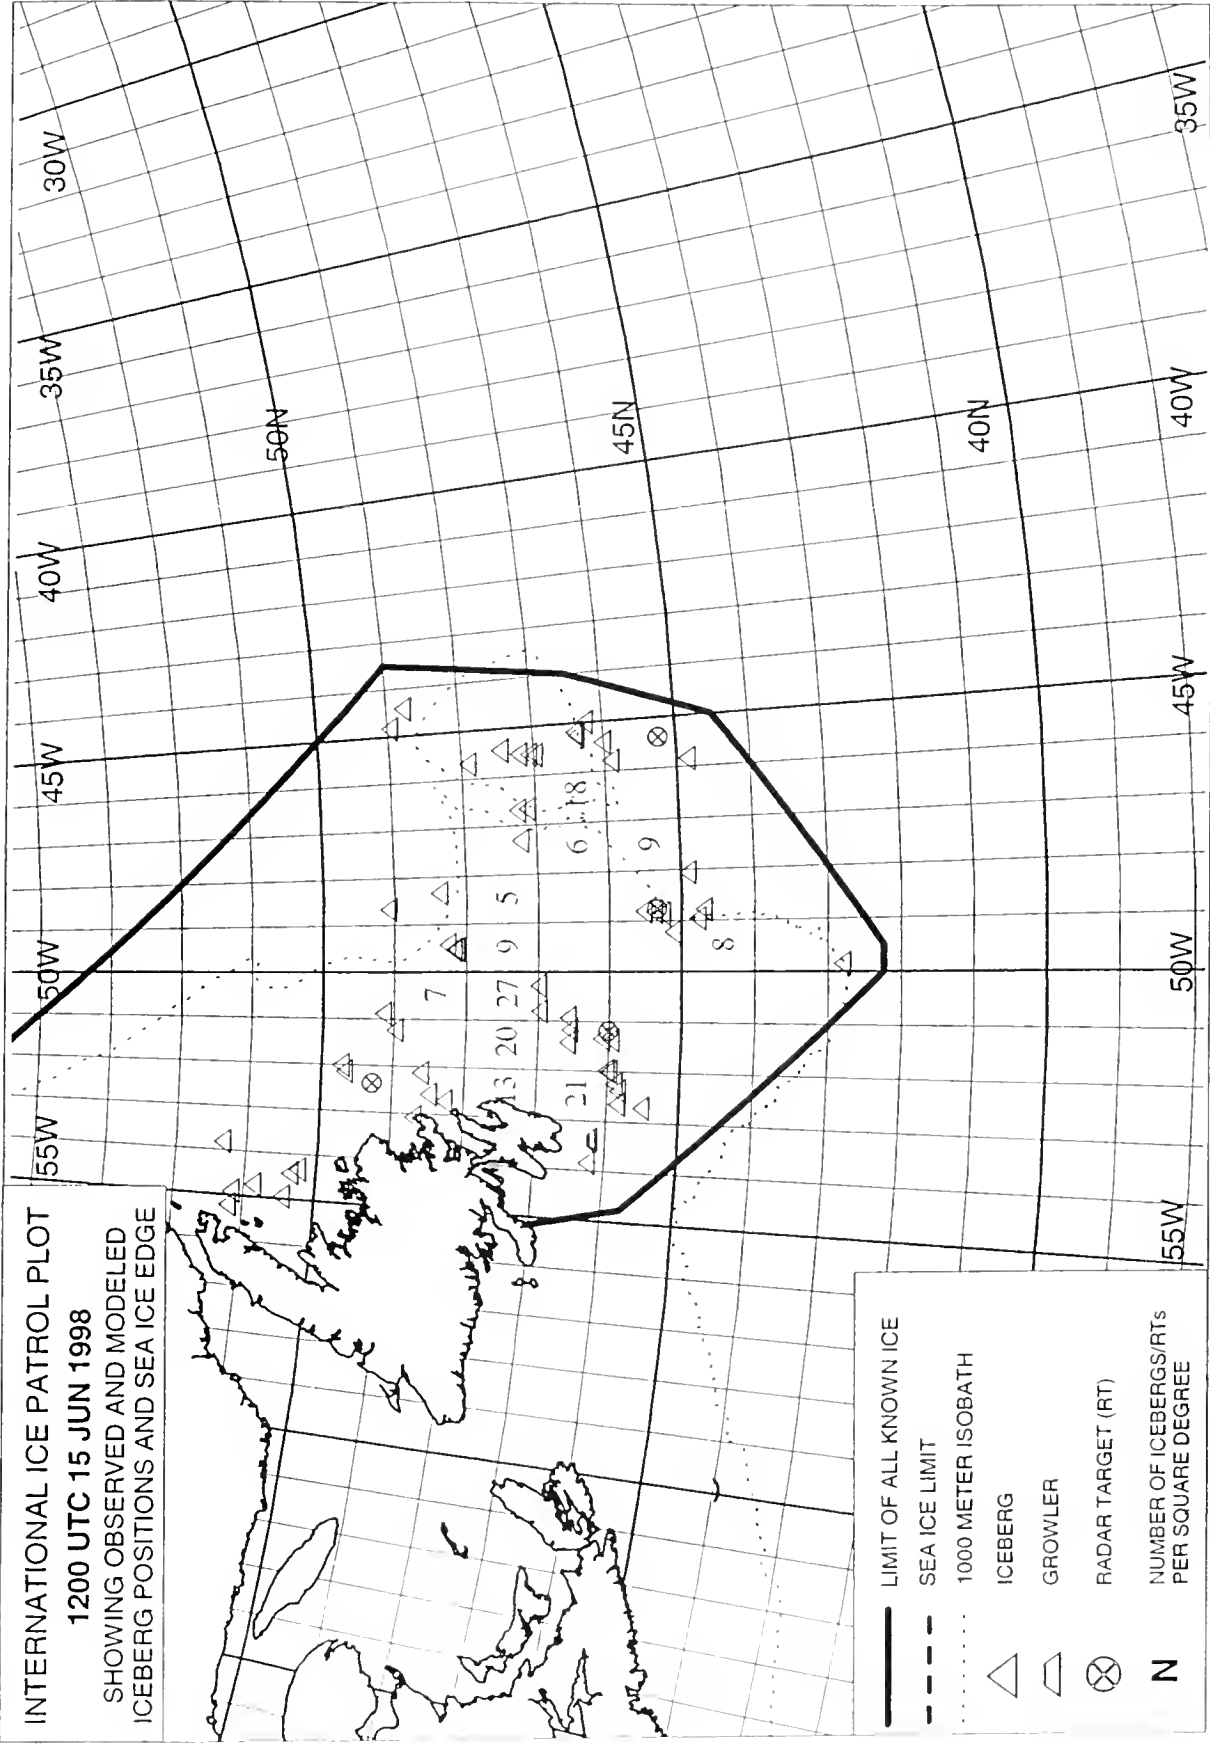 INTERNATIONAL ICE PATROL PLOT
1200 UTC 15 JUN 1998
SHOWING OBSERVED AND MODELED
ICEBERG POSITIONS AND SEA ICE EDGE
55W
50W
45W
40W
35W
30W
50N
45N
40N
7
13
20
27
9
5
21
6
18
9
8
55W
50W
45W
40W
35W
LIMIT OF ALL KNOWN ICE
SEA ICE LIMIT
1000 METER ISOBATH
ICEBERG
GROWLER
RADAR TARGET (RT)
N NUMBER OF ICEBERGS/RTs
PER SQUARE DEGREE